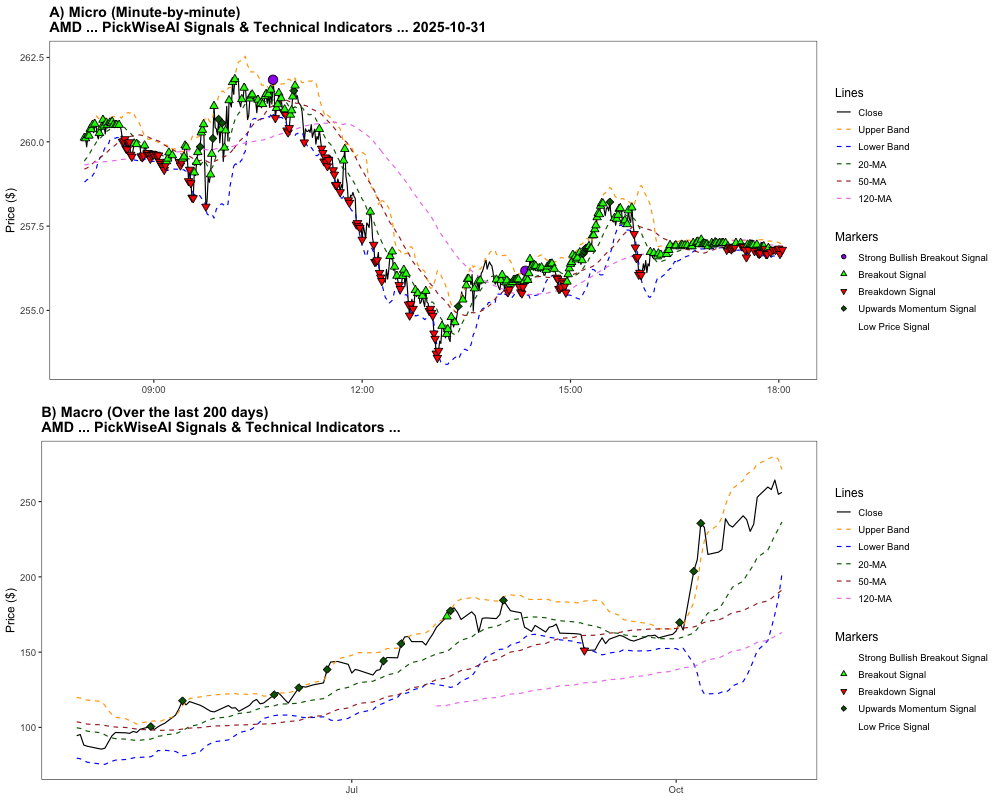 A) Micro (Minute-by-minute)
AMD ... PickWiseAI Signals & Technical Indicators ... 2025-10-31
Price ($)
262.5
260.0
257.5
255.0
09:00
12:00
15:00
18:00
Lines
Close
Upper Band
Lower Band
20-MA
50-MA
120-MA
Markers
Strong Bullish Breakout Signal
Breakout Signal
Breakdown Signal
Upwards Momentum Signal
Low Price Signal
B) Macro (Over the last 200 days)
AMD ... PickWiseAI Signals & Technical Indicators ...
Price ($)
250
200
150
100
Jul
Oct
Lines
Close
Upper Band
Lower Band
20-MA
50-MA
120-MA
Markers
Strong Bullish Breakout Signal
Breakout Signal
Breakdown Signal
Upwards Momentum Signal
Low Price Signal